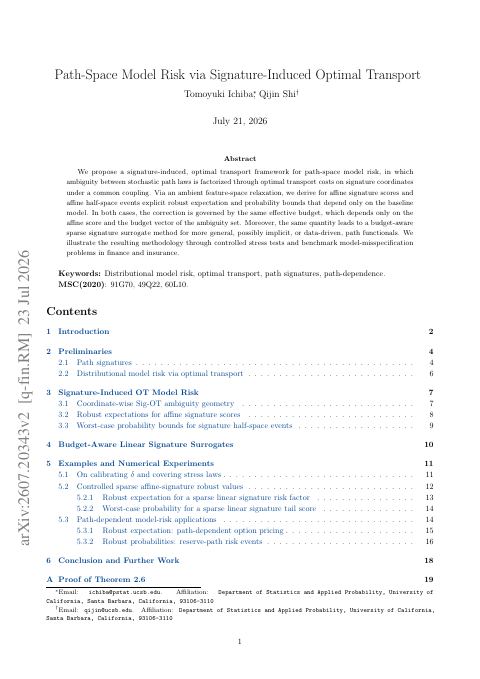 Path-Space Model Risk via Signature-Induced Optimal Transport
Tomoyuki Ichiba*, Qijin Shi†
July 21, 2026
Abstract
We propose a signature-induced, optimal transport framework for path-space model risk, in which
ambiguity between stochastic path laws is factorized through optimal transport costs on signature coordinates
under a common coupling. Via an ambient feature-space relaxation, we derive for affine signature scores and
affine half-space events explicit robust expectation and probability bounds that depend only on the baseline
model. In both cases, the correction is governed by the same effective budget, which depends only on the
affine score and the budget vector of the ambiguity set. Moreover, the same quantity leads to a budget-aware
sparse signature surrogate method for more general, possibly implicit, or data-driven, path functionals. We
illustrate the resulting methodology through controlled stress tests and benchmark model-misspecification
problems in finance and insurance.
Keywords: Distributional model risk, optimal transport, path signatures, path-dependence.
MSC(2020): 91G70, 49Q22, 60L10.
Contents
1 Introduction 2
2 Preliminaries 4
2.1 Path signatures . . . . . . . . . . 4
2.2 Distributional model risk via optimal transport . . . . . . . . . . 6
3 Signature-Induced OT Model Risk 7
3.1 Coordinate-wise Sig-OT ambiguity geometry . . . . . . . . . . 7
3.2 Robust expectations for affine signature scores . . . . . . . . . . 8
3.3 Worst-case probability bounds for signature half-space events . . . . . . . . . . 9
4 Budget-Aware Linear Signature Surrogates 10
5 Examples and Numerical Experiments 11
5.1 On calibrating δ and covering stress laws . . . . . . . . . . 11
5.2 Controlled sparse affine-signature robust values . . . . . . . . . . 12
5.2.1 Robust expectation for a sparse linear signature risk factor . . . . . . . . . . 13
5.2.2 Worst-case probability for a sparse linear signature tail score . . . . . . . . . . 14
5.3 Path-dependent model-risk applications . . . . . . . . . . 14
5.3.1 Robust expectation: path-dependent option pricing . . . . . . . . . . 15
5.3.2 Robust probabilities: reserve-path risk events . . . . . . . . . . 16
6 Conclusion and Further Work 18
A Proof of Theorem 2.6 19
*Email: ichiba@pstat.ucsb.edu. Affiliation: Department of Statistics and Applied Probability, University of
California, Santa Barbara, California, 93106-3110
†Email: qijin@ucsb.edu. Affiliation: Department of Statistics and Applied Probability, University of California,
Santa Barbara, California, 93106-3110
1
arXiv:2607.20343v2 [q-fin.RM] 23 Jul 2026